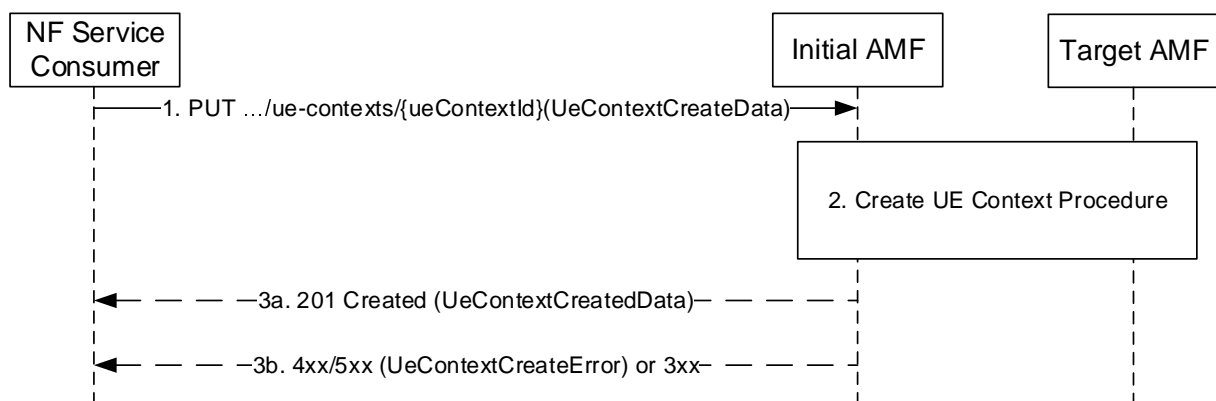 NF Service
Consumer
Initial AMF
Target AMF
1. PUT …/ue-contexts/{ueContextId}(UeContextCreateData)
2. Create UE Context Procedure
3a. 201 Created (UeContextCreatedData)
3b. 4xx/5xx (UeContextCreateError) or 3xx